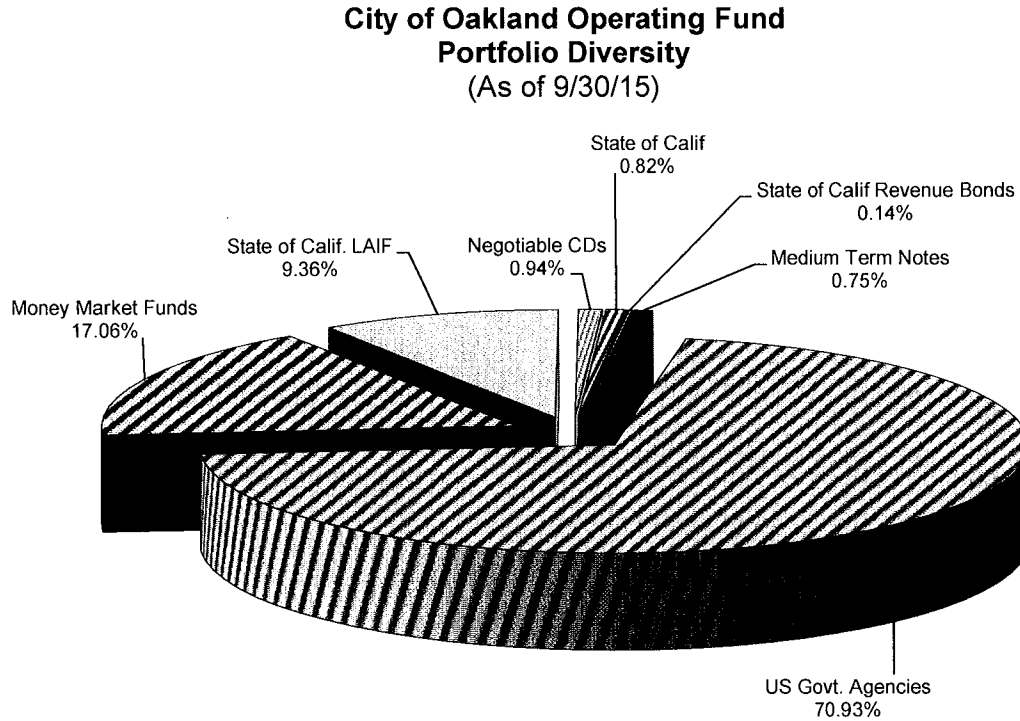 City of Oakland Operating Fund
Portfolio Diversity
(As of 9/30/15)
State of Calif
0.82%
State of Calif Revenue Bonds
0.14%
State of Calif. LAIF
9.36%
Negotiable CDs
0.94%
Medium Term Notes
0.75%
Money Market Funds
17.06%
US Govt. Agencies
70.93%